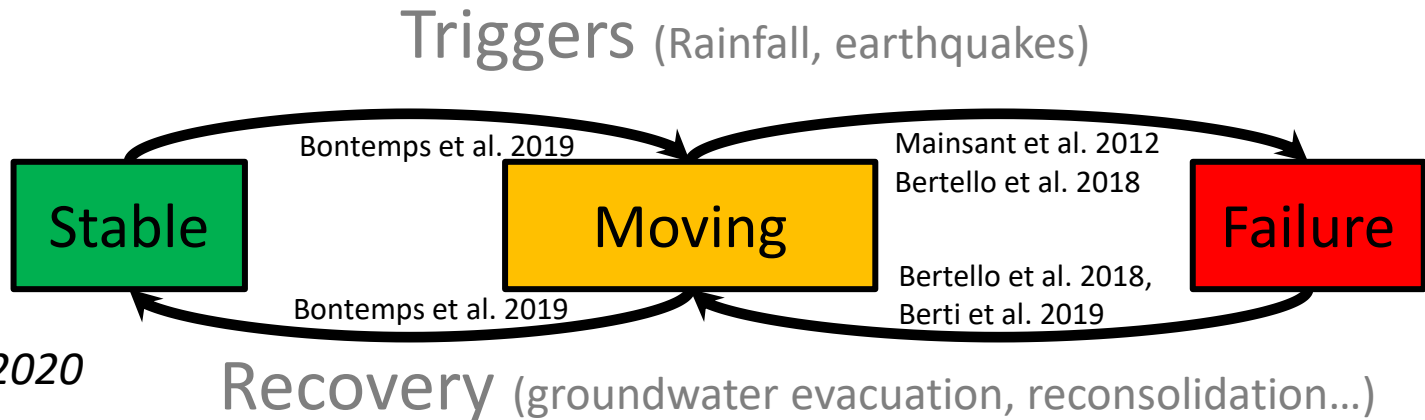 Triggers (Rainfall, earthquakes)
Bontemps et al. 2019
Mainsant et al. 2012
Bertello et al. 2018
Stable
Moving
Failure
Bontemps et al. 2019
Bertello et al. 2018,
Berti et al. 2019
2020
Recovery (groundwater evacuation, reconsolidation...)